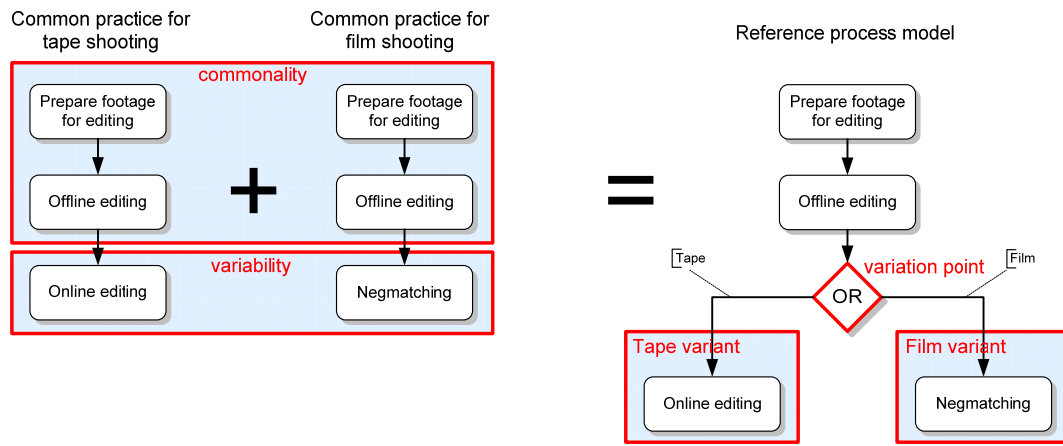 Common practice for
tape shooting
Common practice for
film shooting
Reference process model
commonality
Prepare footage
for editing
Prepare footage
for editing
Prepare footage
for editing
+
=
Offline editing
Offline editing
Offline editing
variability
Online editing
Negmatching
Tape
variation point
Film
OR
Tape variant
Film variant
Online editing
Negmatching